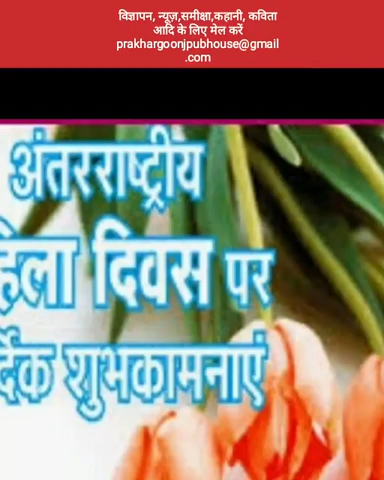 विज्ञापन, न्यूज़,समीक्षा,कहानी, कविता
आदि के लिए मेल करें
prakhargoonjpubhouse@gmail
.com
अंतरराष्ट्रीय
हिला दिवस पर
र्दिक शुभकामनाएं